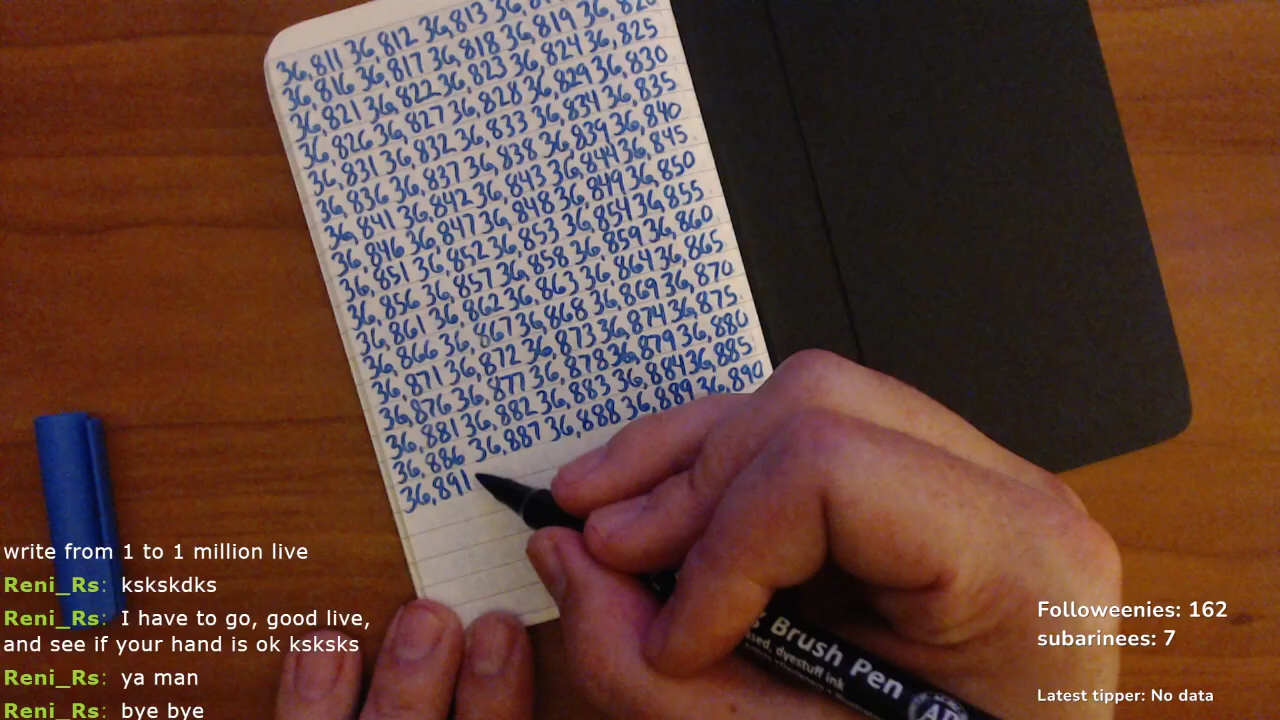 36,811 36,812 36,813 36,
36,816 36,817 36,818 36,819 36,820
36,821 36,822 36,823 36,824 36,825
36,826 36,827 36,828 36,829 36,830
36,831 36,832 36,833 36,834 36,835
36,836 36,837 36,838 36,839 36,840
36,841 36,842 36,843 36,844 36,845
36,846 36,847 36,848 36,849 36,850
36,851 36,852 36,853 36,854 36,855
36,856 36,857 36,858 36,859 36,860
36,861 36,862 36,863 36,864 36,865
36,866 36,867 36,868 36,869 36,870
36,871 36,872 36,873 36,874 36,875
36,876 36,877 36,878 36,879 36,880
36,881 36,882 36,883 36,884 36,885
36,886 36,887 36,888 36,889 36,890
36,891
write from 1 to 1 million live
Reni_Rs: kskskdks
Reni_Rs: I have to go, good live,
and see if your hand is ok ksksks
Reni_Rs: ya man
Reni_Rs: bye bye
Brush Pen
dyestuff ink
AP
Followeenies: 162
subarinees: 7
Latest tipper: No data